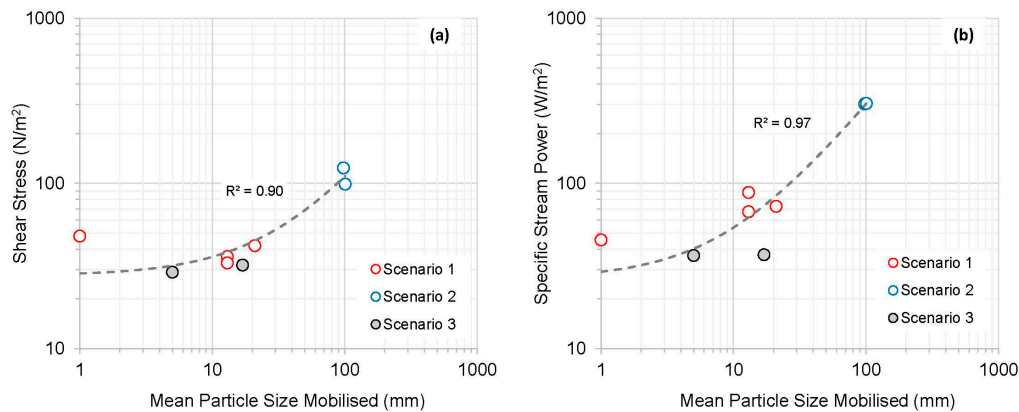 1000
100
10
1
10
100
1000
Shear Stress (N/m²)
Mean Particle Size Mobilised (mm)
(a)
R² = 0.90
Scenario 1
Scenario 2
Scenario 3
1000
100
10
1
10
100
1000
Specific Stream Power (W/m²)
Mean Particle Size Mobilised (mm)
(b)
R² = 0.97
Scenario 1
Scenario 2
Scenario 3